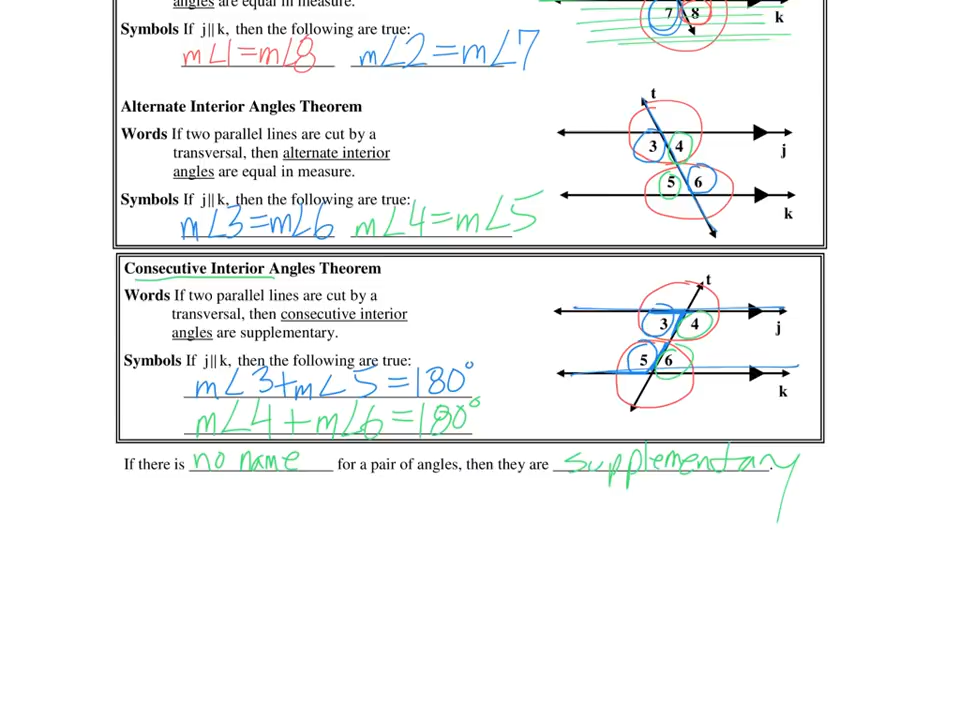 angles are equal in measure.
Symbols If j||k, then the following are true:
m∠1=m∠8 m∠2=m∠7
7 8
k
Alternate Interior Angles Theorem
Words If two parallel lines are cut by a
transversal, then alternate interior
angles are equal in measure.
Symbols If j||k, then the following are true:
m∠3=m∠6 m∠4=m∠5
t
3 4
j
5 6
k
Consecutive Interior Angles Theorem
Words If two parallel lines are cut by a
transversal, then consecutive interior
angles are supplementary.
Symbols If j||k, then the following are true:
m∠3+m∠5=180°
m∠4+m∠6=180°
t
3 4
j
5 6
k
If there is no name for a pair of angles, then they are supplementary.